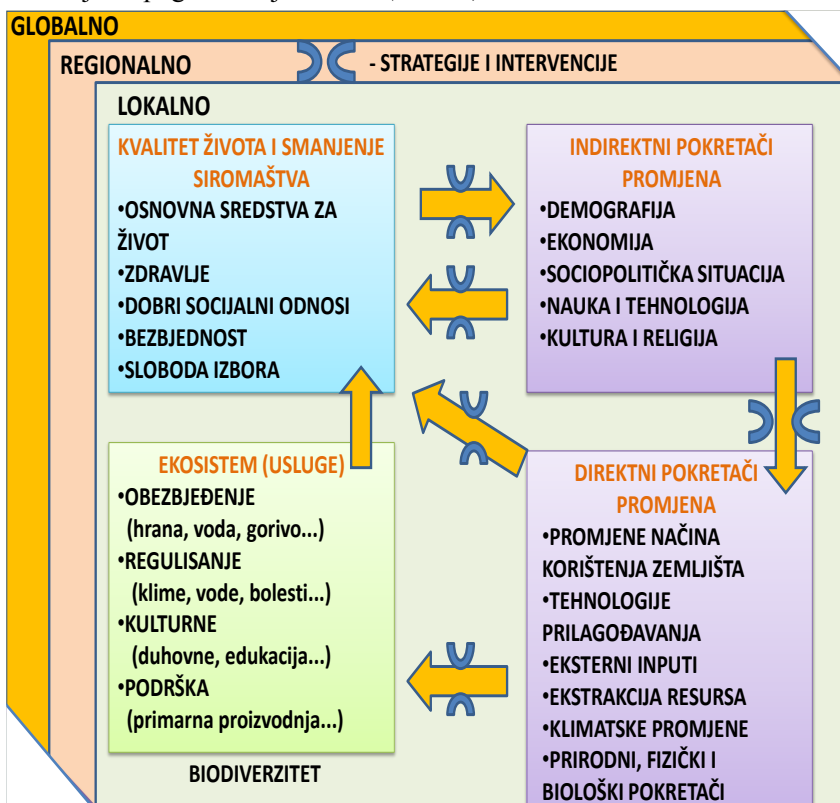 GLOBALNO
REGIONALNO
- STRATEGIJE I INTERVENCIJE
LOKALNO
KVALITET ŽIVOTA I SMANJENJE
SIROMAŠTVA
•OSNOVNA SREDSTVA ZA
ŽIVOT
•ZDRAVLJE
•DOBRI SOCIJALNI ODNOSI
•BEZBJEDNOST
•SLOBODA IZBORA
INDIREKTNI POKRETAČI
PROMJENA
•DEMOGRAFIJA
•EKONOMIJA
•SOCIOPOLITIČKA SITUACIJA
•NAUKA I TEHNOLOGIJA
•KULTURA I RELIGIJA
EKOSISTEM (USLUGE)
•OBEZBJEĐENJE
(hrana, voda, gorivo...)
•REGULISANJE
(klime, vode, bolesti...)
•KULTURNE
(duhovne, edukacija...)
•PODRŠKA
(primarna proizvodnja...)
BIODIVERZITET
DIREKTNI POKRETAČI
PROMJENA
•PROMJENE NAČINA
KORIŠTENJA ZEMLJIŠTA
•TEHNOLOGIJE
PRILAGOĐAVANJA
•EKSTERNI INPUTI
•EKSTRAKCIJA RESURSA
•KLIMATSKE PROMJENE
•PRIRODNI, FIZIČKI I
BIOLOŠKI POKRETAČI